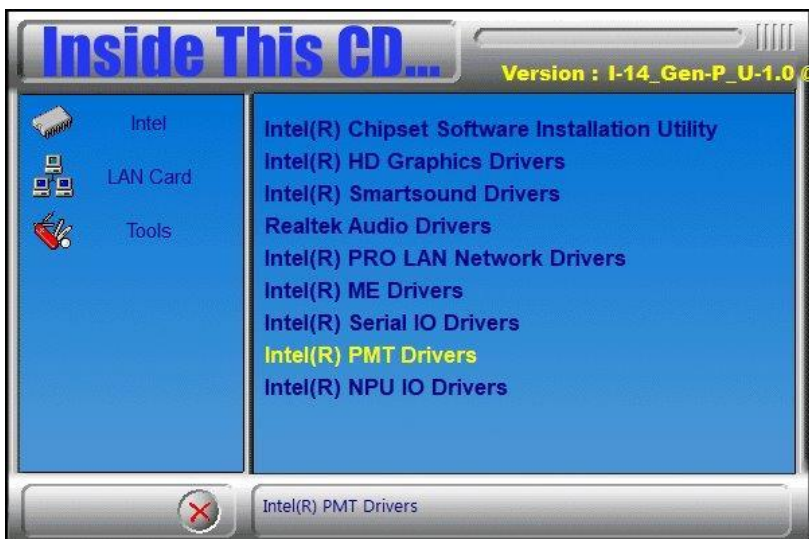 Inside This CD...
Version : I-14_Gen-P_U-1.0
Intel
LAN Card
Tools
Intel(R) Chipset Software Installation Utility
Intel(R) HD Graphics Drivers
Intel(R) Smartsound Drivers
Realtek Audio Drivers
Intel(R) PRO LAN Network Drivers
Intel(R) ME Drivers
Intel(R) Serial IO Drivers
Intel(R) PMT Drivers
Intel(R) NPU IO Drivers
Intel(R) PMT Drivers